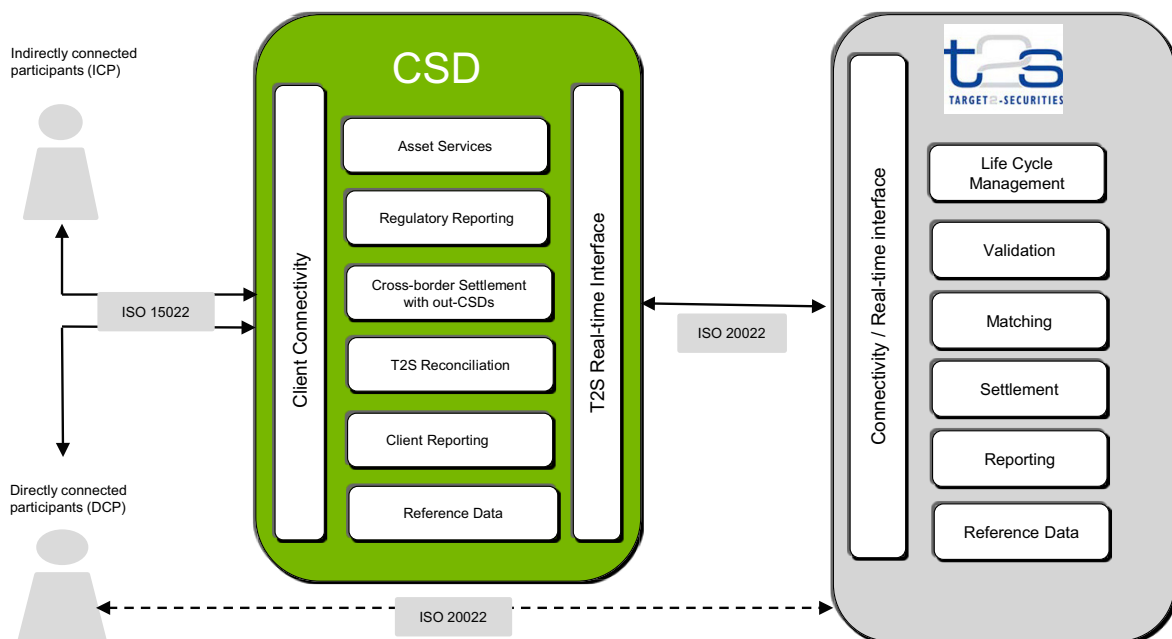 Indirectly connected
participants (ICP)
ISO 15022
Directly connected
participants (DCP)
CSD
Client Connectivity
Asset Services
Regulatory Reporting
Cross-border Settlement
with out-CSDs
T2S Reconciliation
Client Reporting
Reference Data
T2S Real-time Interface
ISO 20022
ISO 20022
t2s
TARGET2-SECURITIES
Connectivity / Real-time interface
Life Cycle
Management
Validation
Matching
Settlement
Reporting
Reference Data